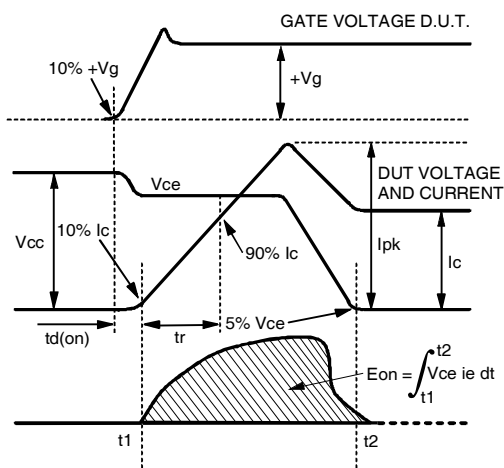 GATE VOLTAGE D.U.T.
10% +Vg
+Vg
Vce
DUT VOLTAGE
AND CURRENT
Vcc
10% Ic
90% Ic
Ipk
Ic
td(on)
tr
5% Vce
Eon = ∫ Vce ie dt
t2
t1
t1
t2